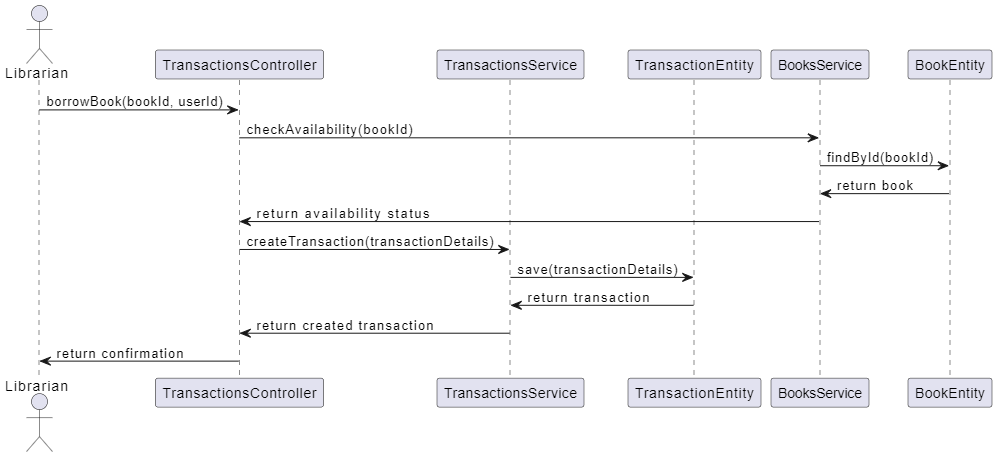 Librarian
TransactionsController
TransactionsService
TransactionEntity
BooksService
BookEntity
borrowBook(bookId, userId)
checkAvailability(bookId)
findById(bookId)
return book
return availability status
createTransaction(transactionDetails)
save(transactionDetails)
return transaction
return created transaction
return confirmation
Librarian
TransactionsController
TransactionsService
TransactionEntity
BooksService
BookEntity